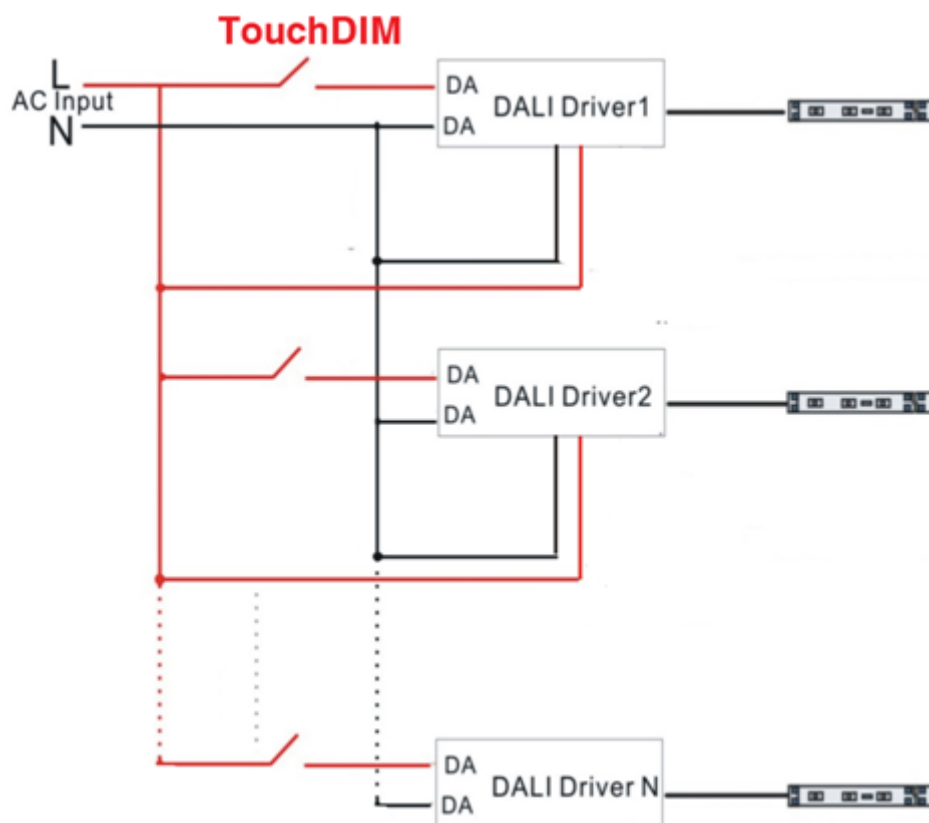 TouchDIM
L
AC Input
N
DA
DA
DALI Driver1
DA
DA
DALI Driver2
DA
DA
DALI Driver N